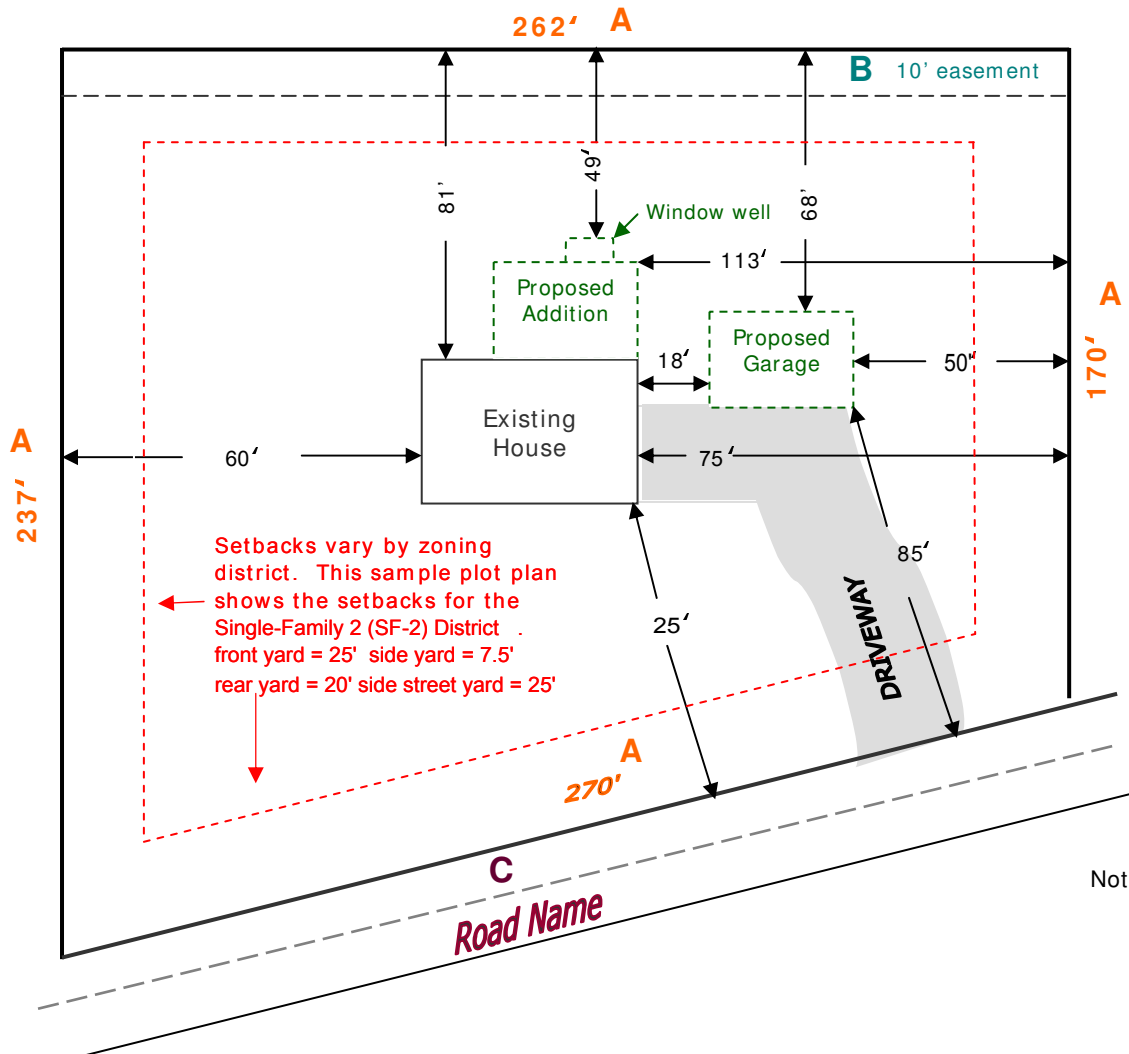 262' A
B 10' easement
81'
49'
68'
Window well
113'
Proposed
Addition
A
170'
Proposed
Garage
18'
50'
Existing
House
A
237'
60'
75'
Setbacks vary by zoning
district. This sample plot plan
shows the setbacks for the
Single-Family 2 (SF-2) District .
front yard = 25' side yard = 7.5'
rear yard = 20' side street yard = 25'
25'
85'
DRIVEWAY
A
270'
C
Road Name
Not